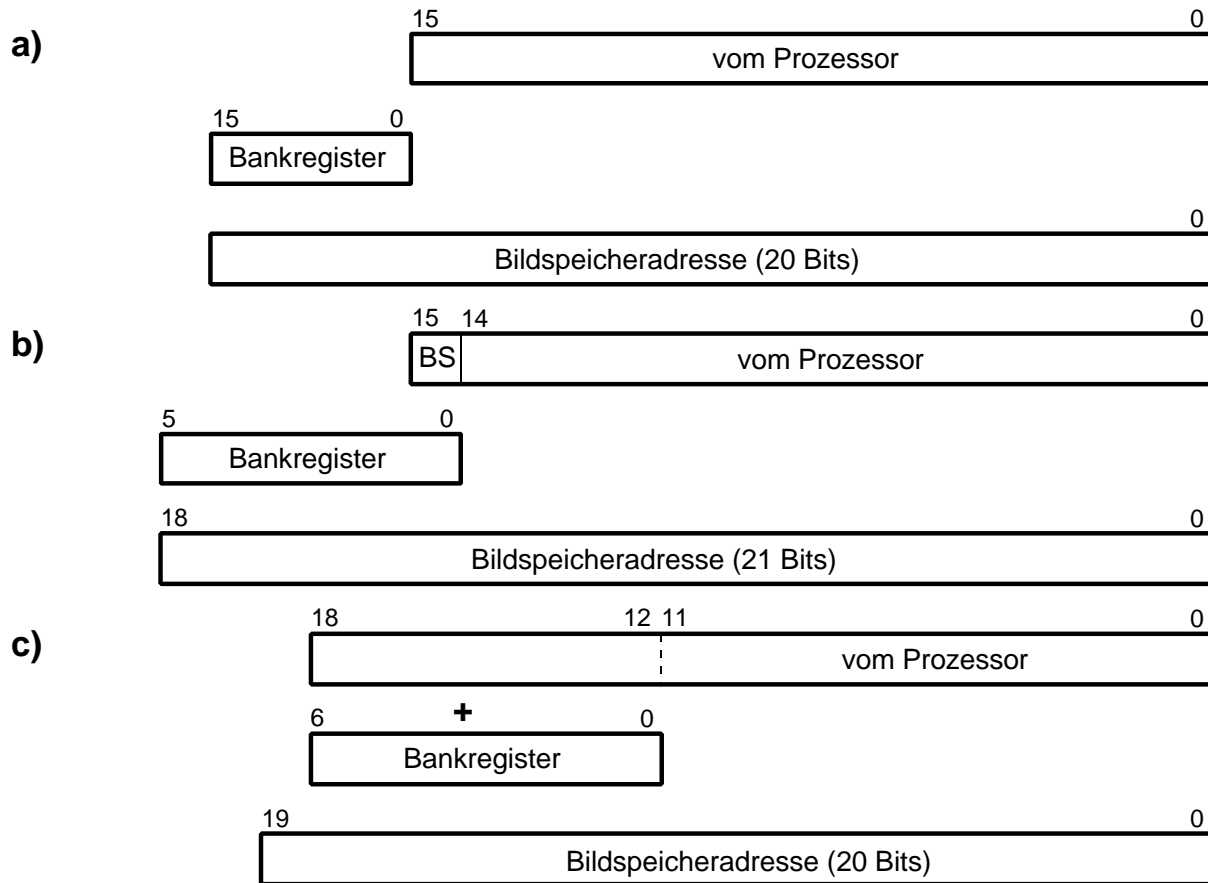 15 0
a)
vom Prozessor
15 0
Bankregister
0
Bildspeicheradresse (20 Bits)
15 14 0
b)
BS vom Prozessor
5 0
Bankregister
18 0
Bildspeicheradresse (21 Bits)
18 12 11 0
c)
vom Prozessor
+
6 0
Bankregister
19 0
Bildspeicheradresse (20 Bits)